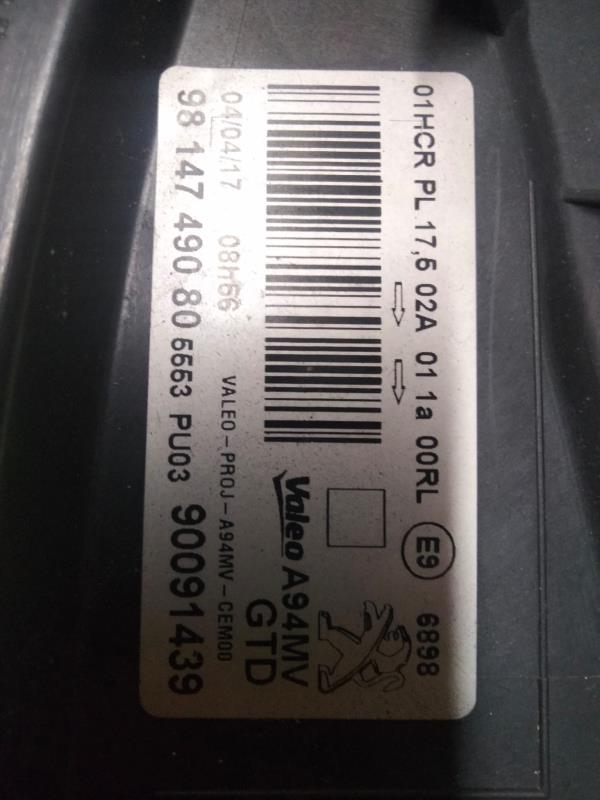 01HCR PL 17,5 02A 01 1a 00RL E9 6898
Valeo A94MV
GTD
VALEO-PROJ-A94MV-CEM00
04/04/17 08H56
98 147 490 80 5553 PU03 90091439